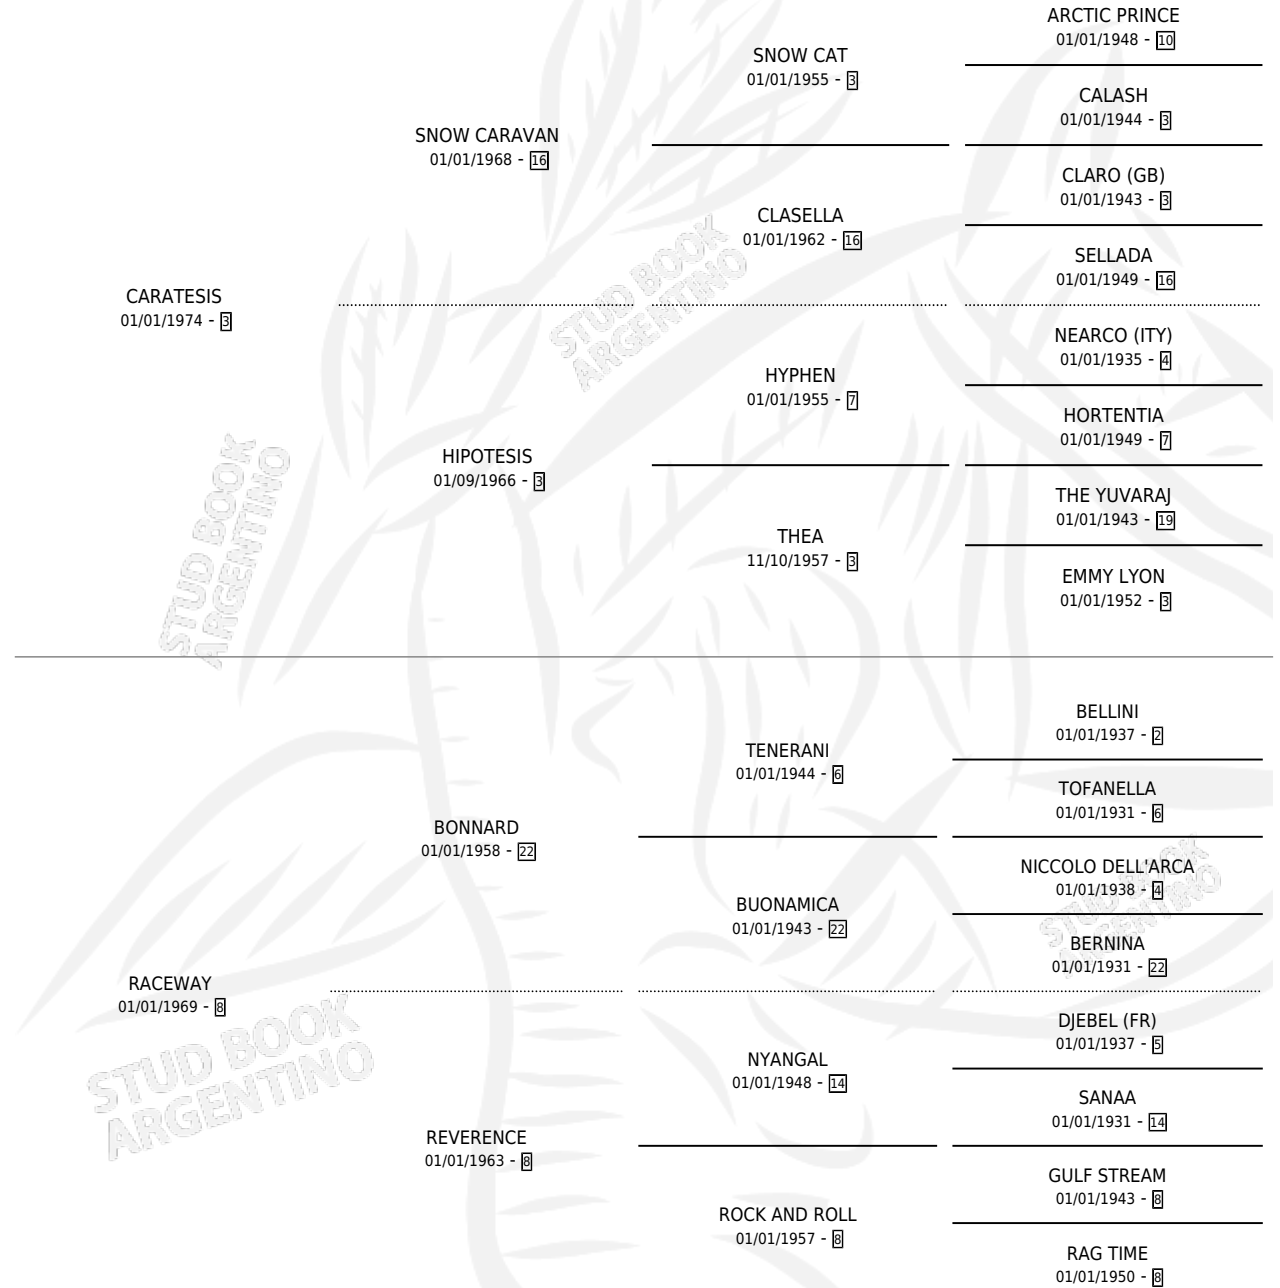 ARCTIC PRINCE
01/01/1948 - 10
SNOW CAT
01/01/1955 - 3
CALASH
01/01/1944 - 3
SNOW CARAVAN
01/01/1968 - 16
CLARO (GB)
01/01/1943 - 3
CLASELLA
01/01/1962 - 16
SELLADA
01/01/1949 - 16
CARATESIS
01/01/1974 - 3
NEARCO (ITY)
01/01/1935 - 4
HYPHEN
01/01/1955 - 7
HORTENTIA
01/01/1949 - 7
HIPOTESIS
01/09/1966 - 3
THE YUVARAJ
01/01/1943 - 19
THEA
11/10/1957 - 3
EMMY LYON
01/01/1952 - 3
BELLINI
01/01/1937 - 2
TENERANI
01/01/1944 - 6
TOFANELLA
01/01/1931 - 6
BONNARD
01/01/1958 - 22
NICCOLO DELL'ARCA
01/01/1938 - 4
BUONAMICA
01/01/1943 - 22
BERNINA
01/01/1931 - 22
RACEWAY
01/01/1969 - 8
DJEBEL (FR)
01/01/1937 - 5
NYANGAL
01/01/1948 - 14
SANAA
01/01/1931 - 14
REVERENCE
01/01/1963 - 8
GULF STREAM
01/01/1943 - 8
ROCK AND ROLL
01/01/1957 - 8
RAG TIME
01/01/1950 - 8
STUD BOOK
ARGENTINO
STUD BOOK
ARGENTINO
STUD BOOK
ARGENTINO
STUD BOOK
ARGENTINO